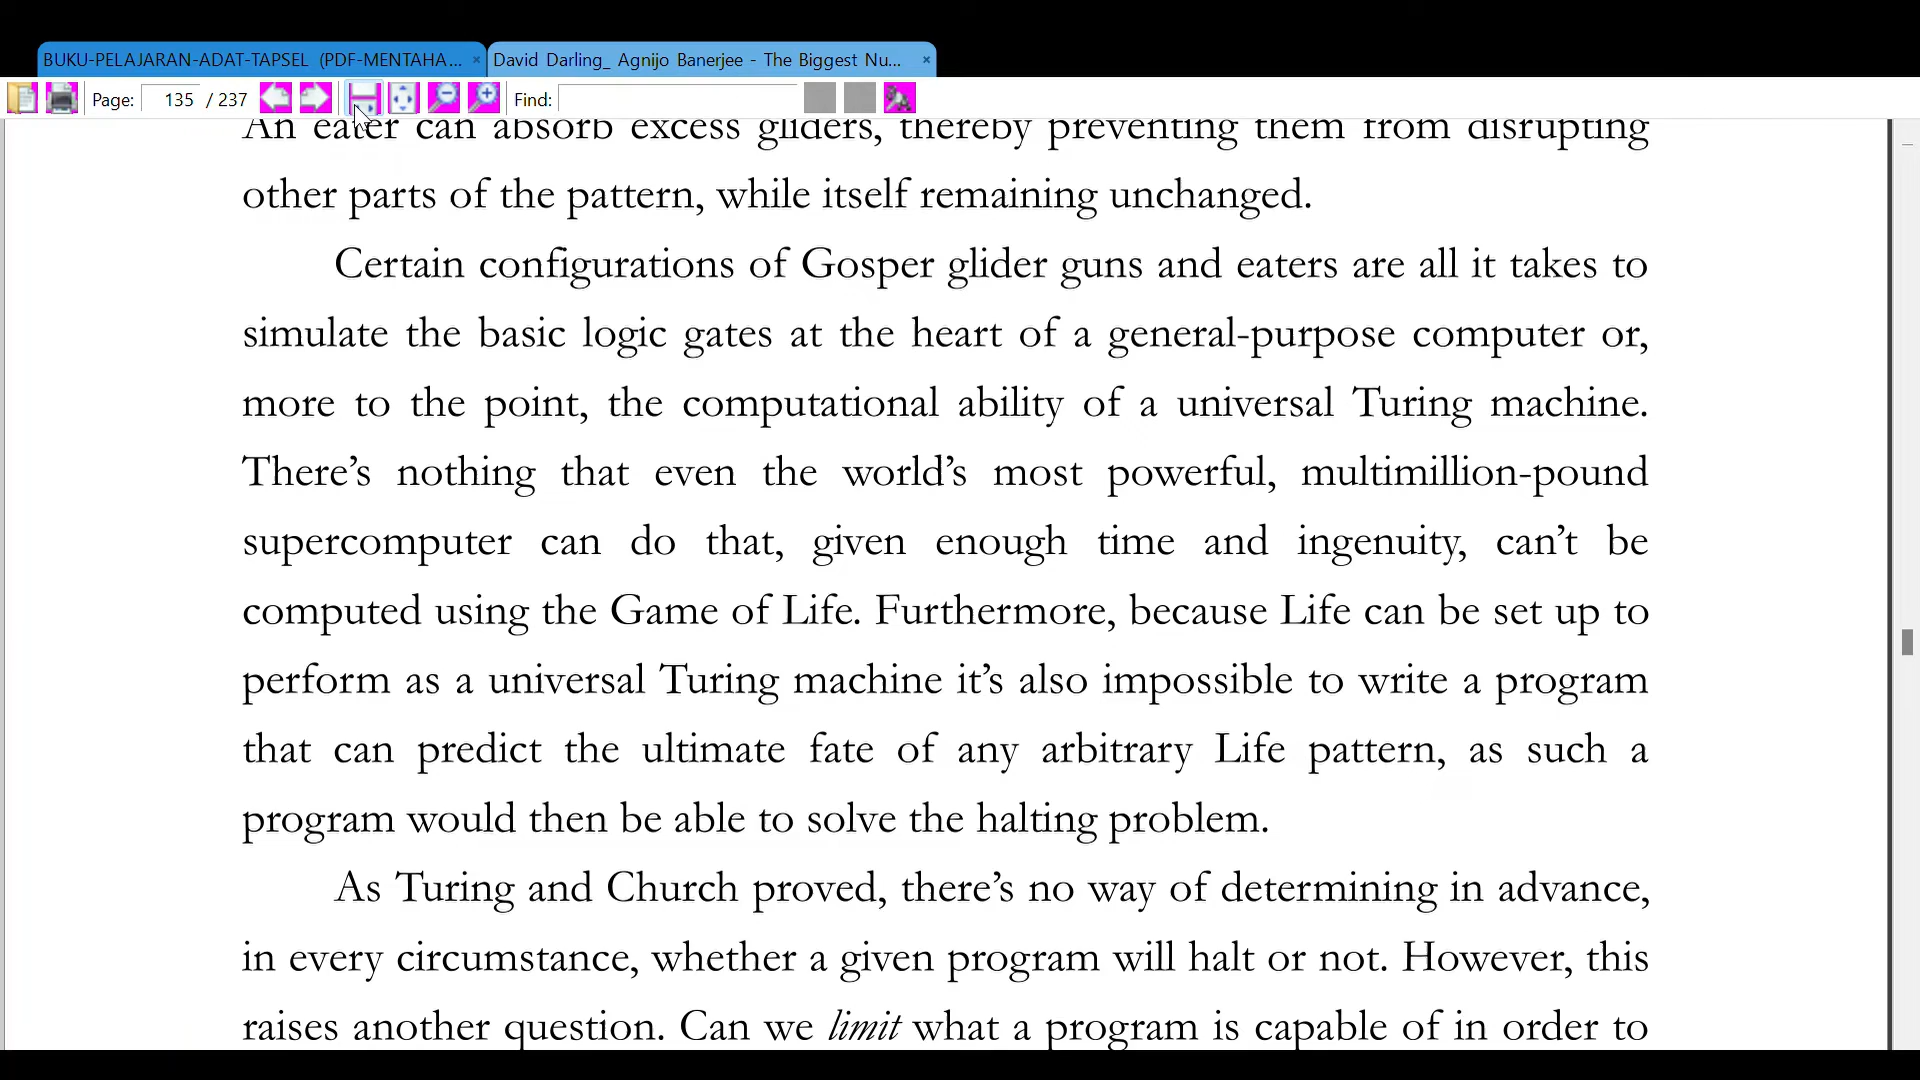 BUKU-PELAJARAN-ADAT-TAPSEL (PDF-MENTAHA...
David Darling_ Agnijo Banerjee - The Biggest Nu...
Page: 135 / 237 Find:
An eater can absorb excess gliders, thereby preventing them from disrupting
other parts of the pattern, while itself remaining unchanged.
Certain configurations of Gosper glider guns and eaters are all it takes to
simulate the basic logic gates at the heart of a general-purpose computer or,
more to the point, the computational ability of a universal Turing machine.
There’s nothing that even the world’s most powerful, multimillion-pound
supercomputer can do that, given enough time and ingenuity, can’t be
computed using the Game of Life. Furthermore, because Life can be set up to
perform as a universal Turing machine it’s also impossible to write a program
that can predict the ultimate fate of any arbitrary Life pattern, as such a
program would then be able to solve the halting problem.
As Turing and Church proved, there’s no way of determining in advance,
in every circumstance, whether a given program will halt or not. However, this
raises another question. Can we limit what a program is capable of in order to